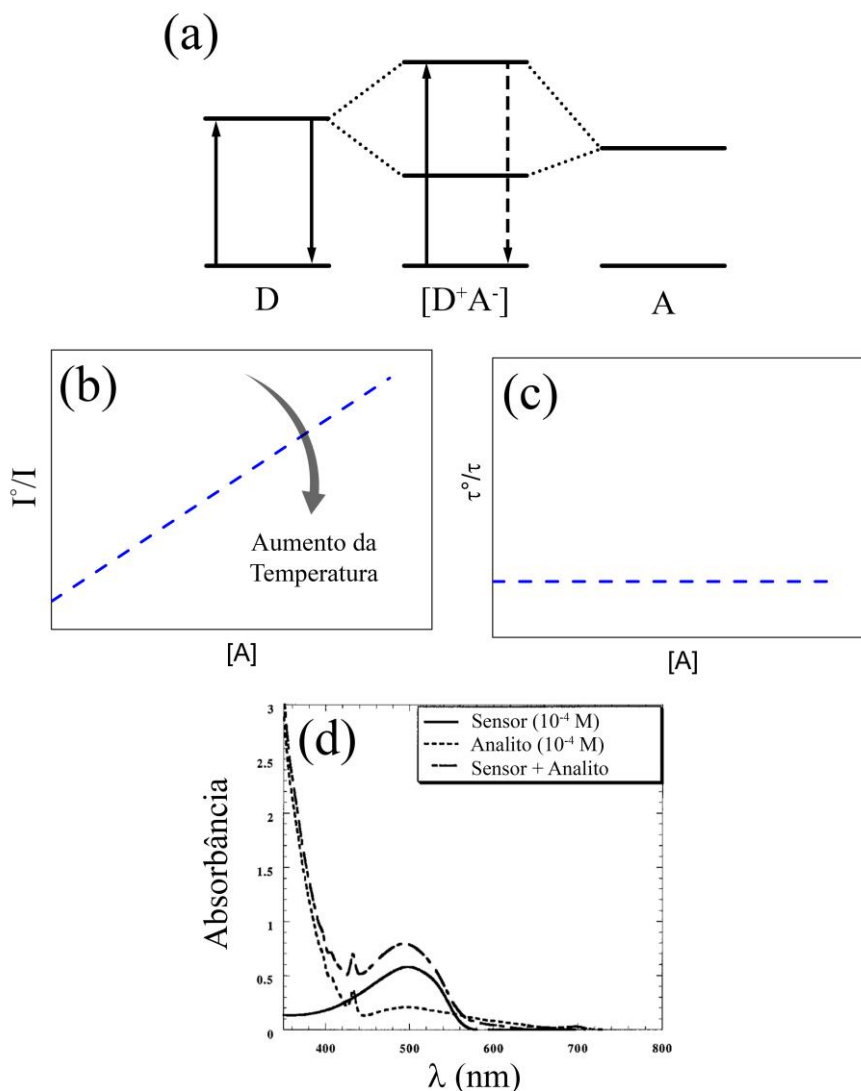 (a)
D
[D⁺A⁻]
A
(b)
I°/I
Aumento da
Temperatura
[A]
(c)
τ°/τ
[A]
(d)
Sensor (10⁻⁴ M)
Analito (10⁻⁴ M)
Sensor + Analito
Absorbância
3
2.5
2
1.5
1
0.5
0
400
500
600
700
800
λ (nm)